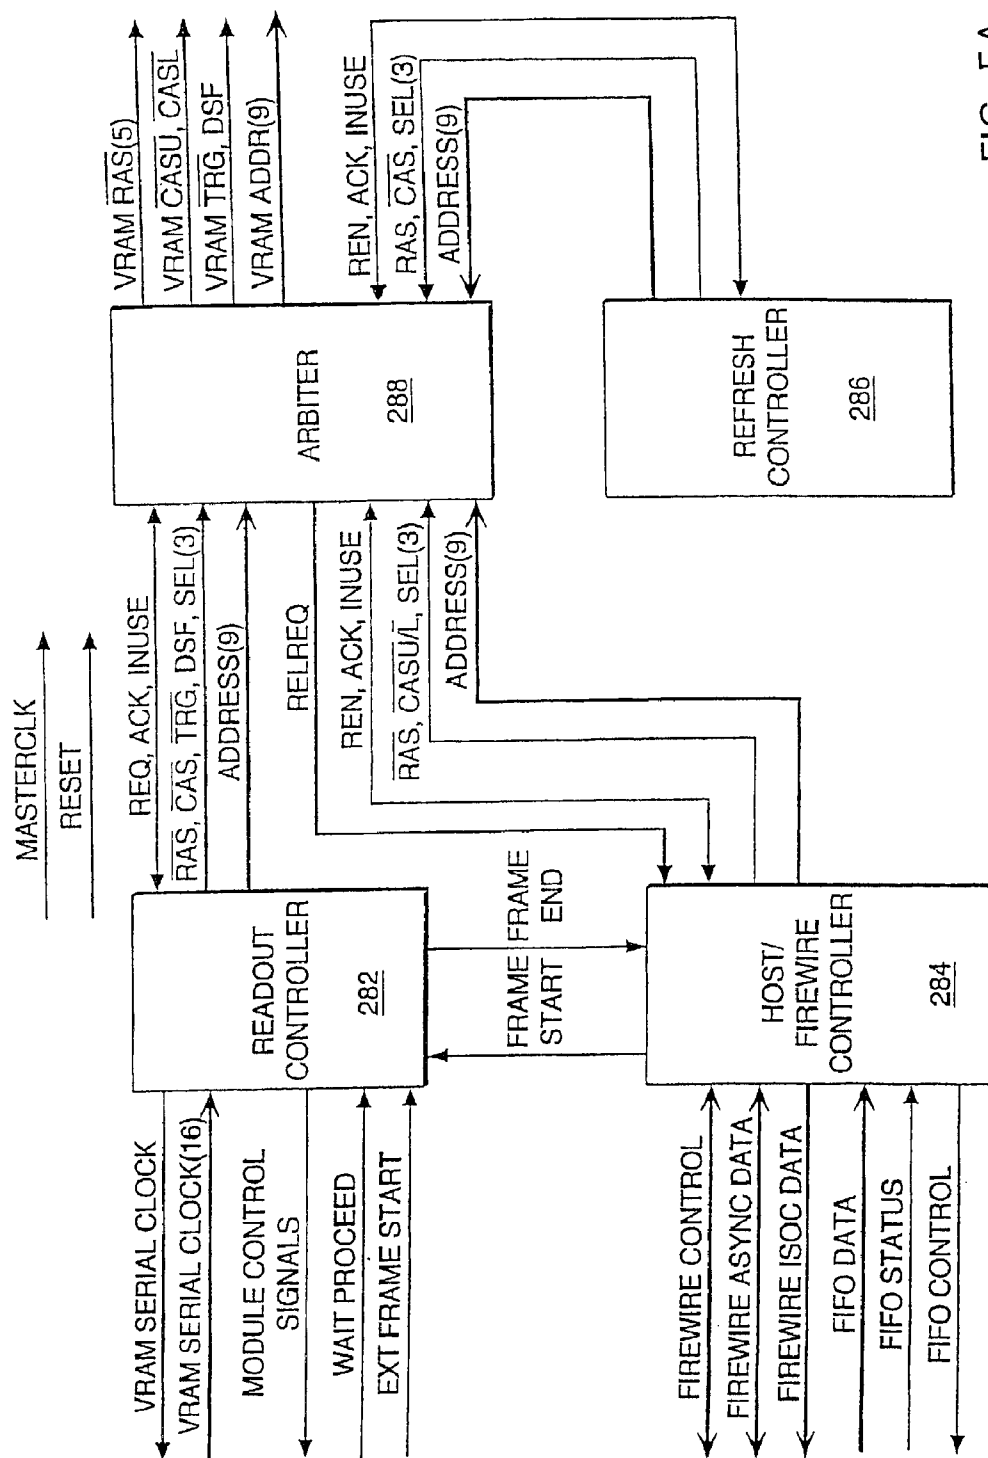 MASTERCLK
RESET
VRAM SERIAL CLOCK
VRAM SERIAL CLOCK(16)
MODULE CONTROL
SIGNALS
WAIT PROCEED
EXT FRAME START
READOUT
CONTROLLER
282
REQ, ACK, INUSE
RAS, CAS, TRG, DSF, SEL(3)
ADDRESS(9)
RELREQ
REN, ACK, INUSE
RAS, CASU/L, SEL(3)
ADDRESS(9)
ARBITER
288
VRAM RAS(5)
VRAM CASU, CASL
VRAM TRG, DSF
VRAM ADDR(9)
REN, ACK, INUSE
RAS, CAS, SEL(3)
ADDRESS(9)
FRAME FRAME
START END
FIREWIRE CONTROL
FIREWIRE ASYNC DATA
FIREWIRE ISOC DATA
FIFO DATA
FIFO STATUS
FIFO CONTROL
HOST/
FIREWIRE
CONTROLLER
284
REFRESH
CONTROLLER
286